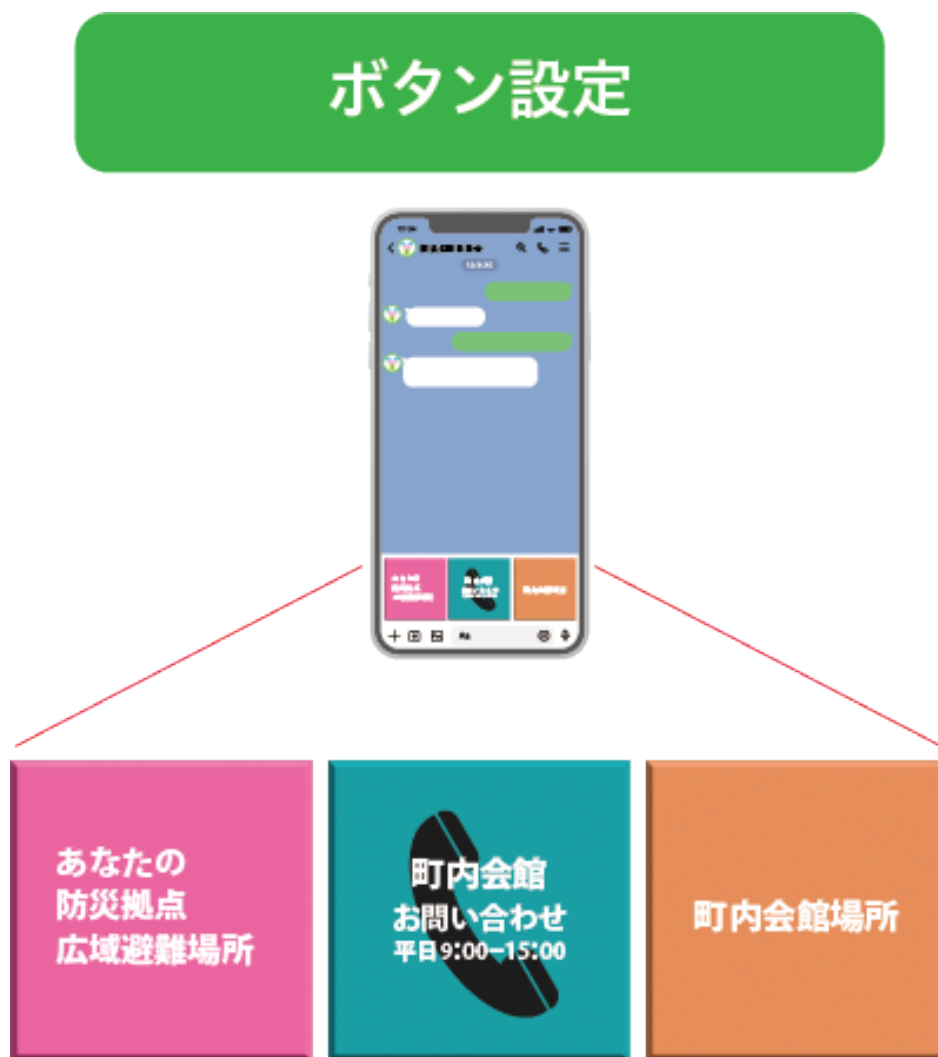 ボタン設定
あなたの
防災拠点
広域避難場所
町内会館
お問い合わせ
平日9:00-15:00
町内会館場所